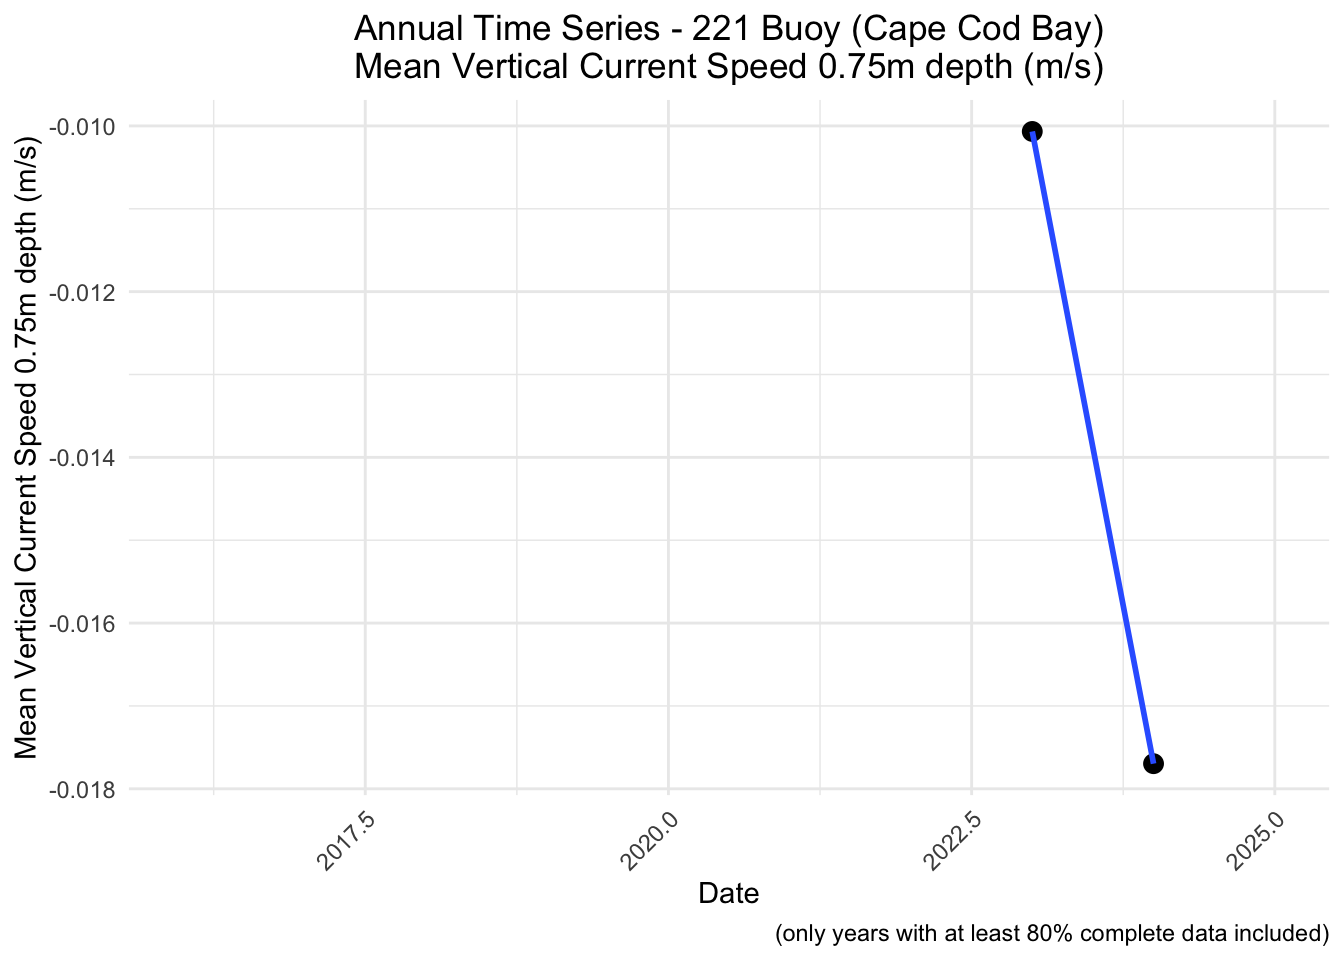 Annual Time Series - 221 Buoy (Cape Cod Bay)
Mean Vertical Current Speed 0.75m depth (m/s)
Mean Vertical Current Speed 0.75m depth (m/s)
-0.010
-0.012
-0.014
-0.016
-0.018
2017.5
2020.0
2022.5
2025.0
Date
(only years with at least 80% complete data included)